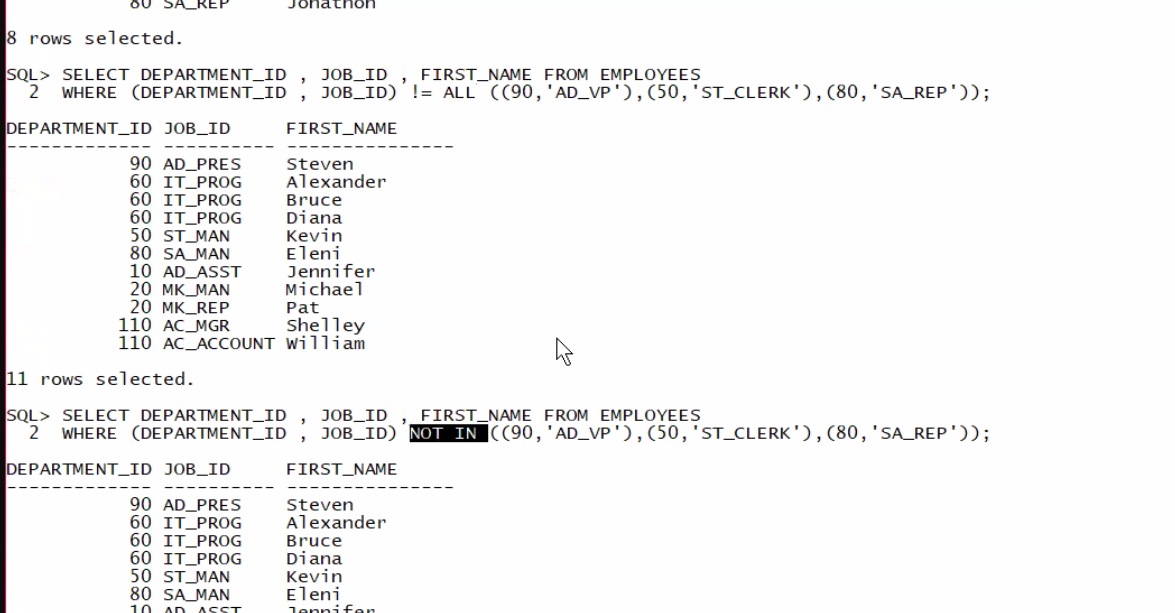 80 SA_REP     Jonathon
8 rows selected.
SQL> SELECT DEPARTMENT_ID , JOB_ID , FIRST_NAME FROM EMPLOYEES
  2  WHERE (DEPARTMENT_ID , JOB_ID) != ALL ((90,'AD_VP'),(50,'ST_CLERK'),(80,'SA_REP'));
DEPARTMENT_ID JOB_ID     FIRST_NAME
------------- ---------- ---------------
           90 AD_PRES    Steven
           60 IT_PROG    Alexander
           60 IT_PROG    Bruce
           60 IT_PROG    Diana
           50 ST_MAN     Kevin
           80 SA_MAN     Eleni
           10 AD_ASST    Jennifer
           20 MK_MAN     Michael
           20 MK_REP     Pat
          110 AC_MGR     Shelley
          110 AC_ACCOUNT William
11 rows selected.
SQL> SELECT DEPARTMENT_ID , JOB_ID , FIRST_NAME FROM EMPLOYEES
  2  WHERE (DEPARTMENT_ID , JOB_ID) NOT IN ((90,'AD_VP'),(50,'ST_CLERK'),(80,'SA_REP'));
DEPARTMENT_ID JOB_ID     FIRST_NAME
------------- ---------- ---------------
           90 AD_PRES    Steven
           60 IT_PROG    Alexander
           60 IT_PROG    Bruce
           60 IT_PROG    Diana
           50 ST_MAN     Kevin
           80 SA_MAN     Eleni
           10 AD_ASST    Jennifer